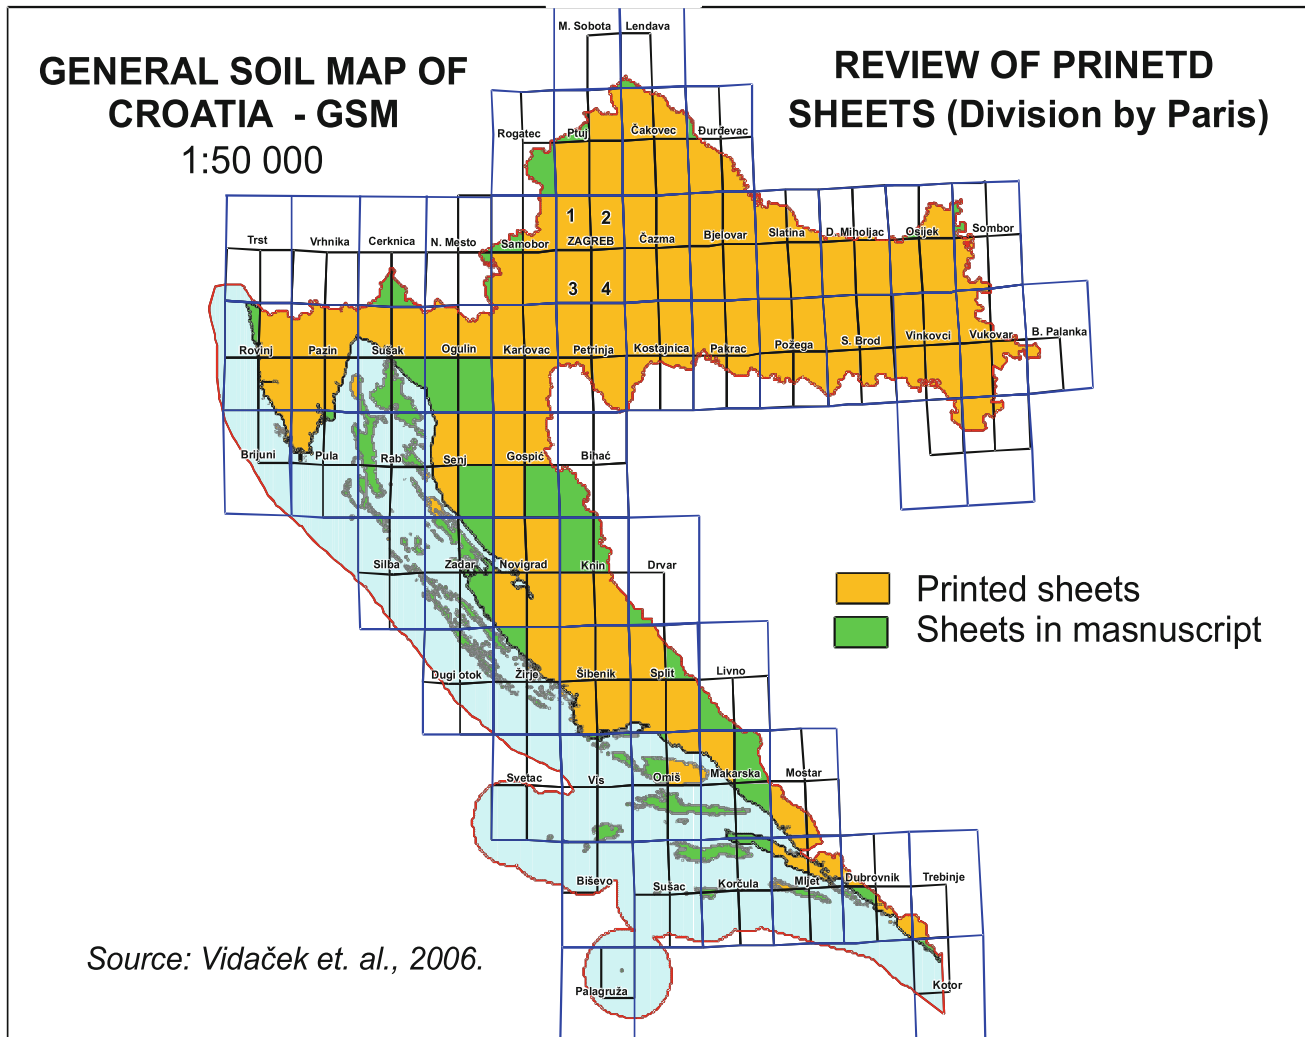 GENERAL SOIL MAP OF
CROATIA - GSM
1:50 000
REVIEW OF PRINETD
SHEETS (Division by Paris)
M. Sobota Lendava
Rogatec Ptuj Čakovec Đurđevac
1 2
Trst Vrhnika Cerknica N. Mesto Samobor ZAGREB Čazma Bjelovar Slatina D. Miholjac Osijek Sombor
3 4
Rovinj Pazin Sušak Ogulin Karlovac Petrinja Kostajnica Pakrac Požega S. Brod Vinkovci Vukovar B. Palanka
Brijuni Pula Rab Senj Gospić Bihać
Silba Zadar Novigrad Knin Drvar
Printed sheets
Sheets in masnuscript
Dugi otok Žirje Šibenik Split Livno
Svetac Vis Omiš Makarska Mostar
Biševo Sušac Korčula Mljet Dubrovnik Trebinje
Source: Vidaček et. al., 2006.
Palagruža Kotor